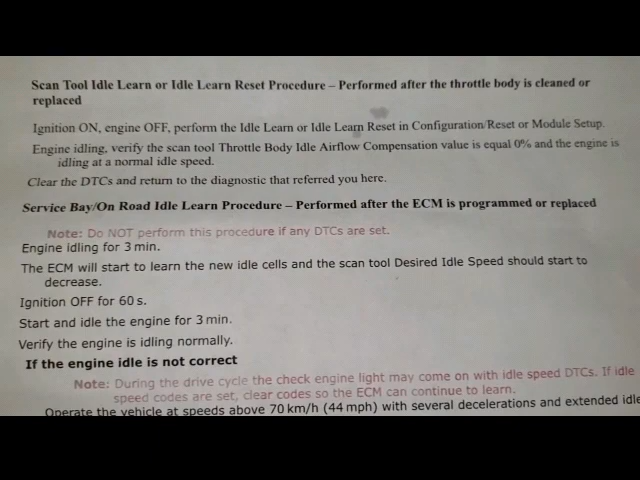 Scan Tool Idle Learn or Idle Learn Reset Procedure – Performed after the throttle body is cleaned or
replaced
Ignition ON, engine OFF, perform the Idle Learn or Idle Learn Reset in Configuration/Reset or Module Setup.
Engine idling, verify the scan tool Throttle Body Idle Airflow Compensation value is equal 0% and the engine is
idling at a normal idle speed.
Clear the DTCs and return to the diagnostic that referred you here.
Service Bay/On Road Idle Learn Procedure – Performed after the ECM is programmed or replaced
Note: Do NOT perform this procedure if any DTCs are set.
Engine idling for 3 min.
The ECM will start to learn the new idle cells and the scan tool Desired Idle Speed should start to
decrease.
Ignition OFF for 60 s.
Start and idle the engine for 3 min.
Verify the engine is idling normally.
If the engine idle is not correct
Note: During the drive cycle the check engine light may come on with idle speed DTCs. If idle
speed codes are set, clear codes so the ECM can continue to learn.
Operate the vehicle at speeds above 70 km/h (44 mph) with several decelerations and extended idle